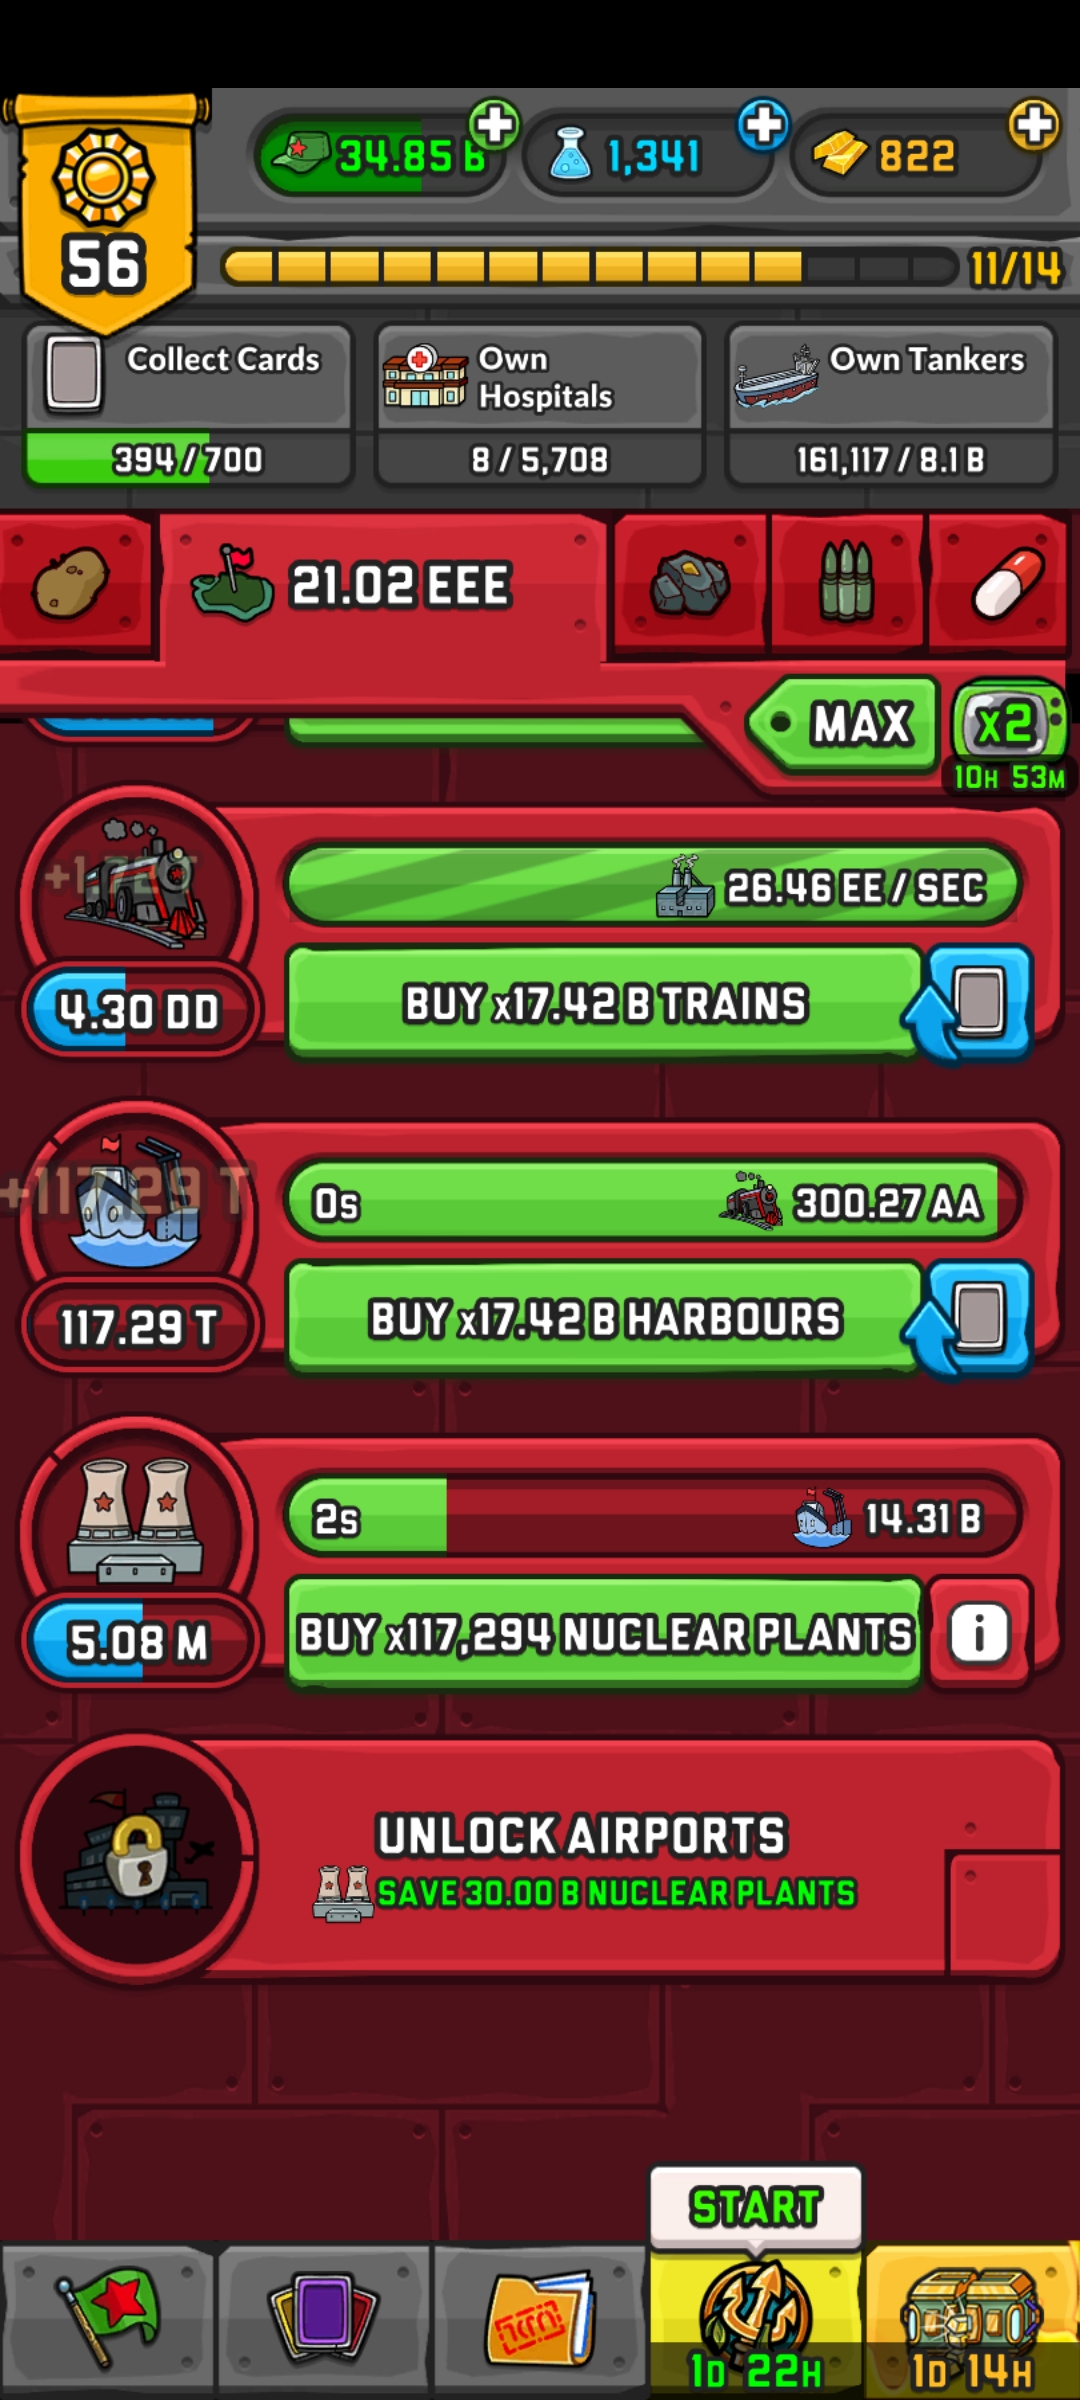 34.85 B
1,341
822
56
11/14
Collect Cards
394 / 700
Own
Hospitals
8 / 5,708
Own Tankers
161,117 / 8.1 B
21.02 EEE
MAX
x2
10H 53M
26.46 EE / SEC
4.30 DD
BUY x17.42 B TRAINS
+117.29 T
0s
300.27 AA
117.29 T
BUY x17.42 B HARBOURS
2s
14.31 B
5.08 M
BUY x117,294 NUCLEAR PLANTS
i
UNLOCK AIRPORTS
SAVE 30.00 B NUCLEAR PLANTS
START
1D 22H
1D 14H